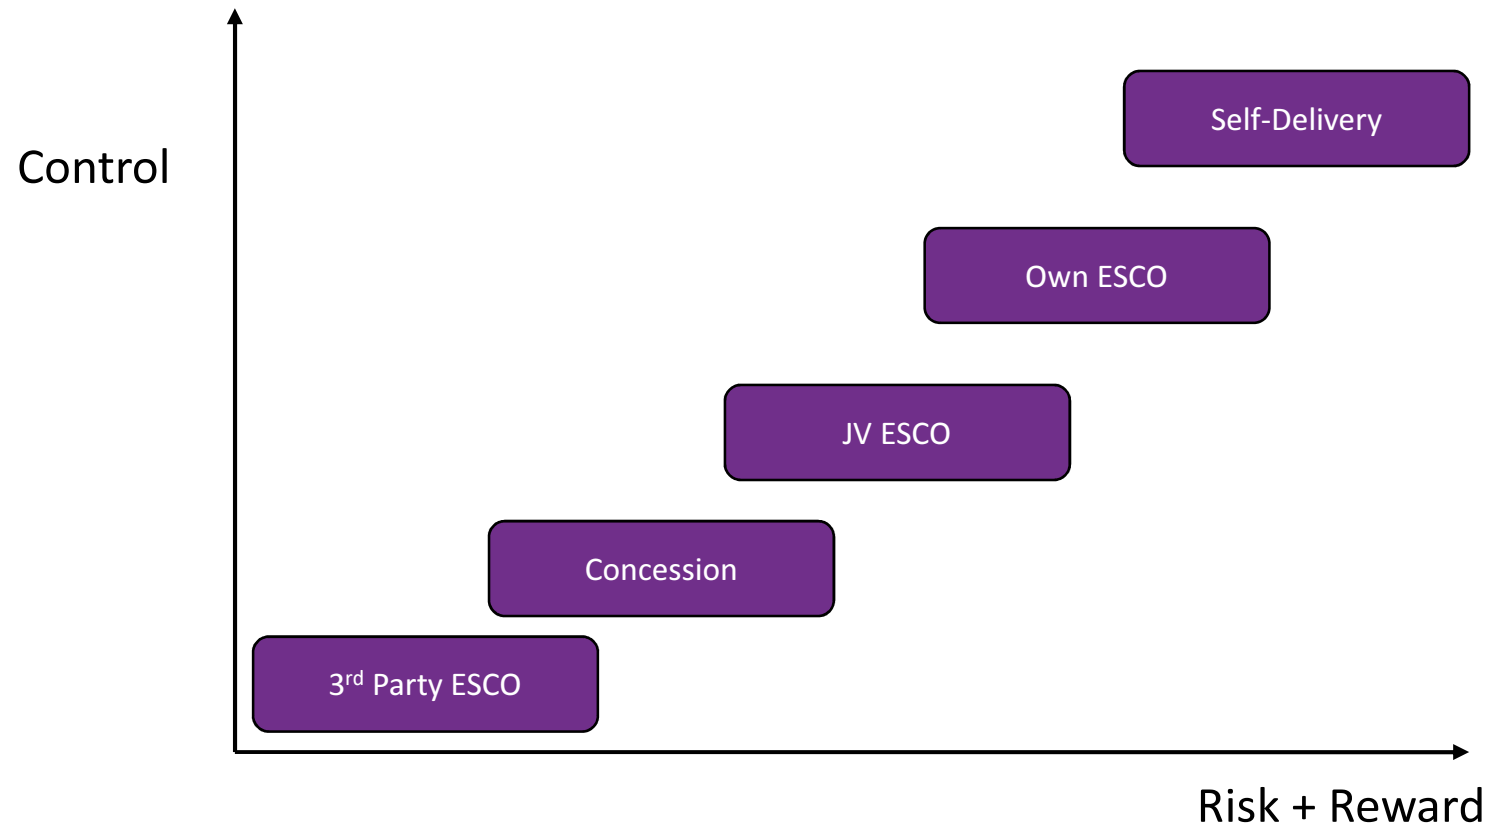 Self-Delivery
Control
Own ESCO
JV ESCO
Concession
3rd Party ESCO
Risk + Reward